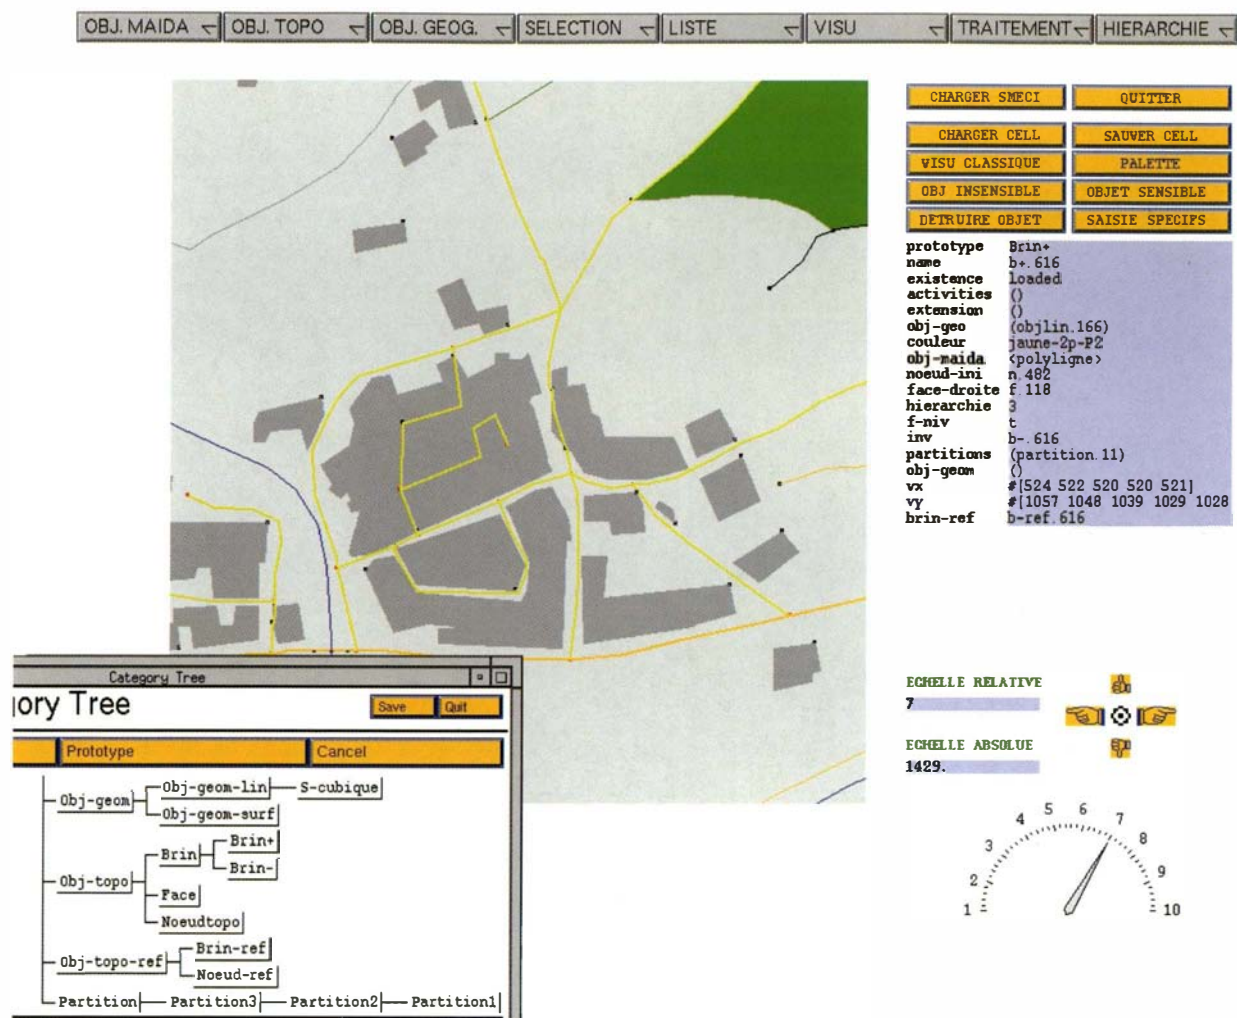 OBJ. MAIDA OBJ. TOPO OBJ. GEOG. SELECTION LISTE VISU TRAITEMENT HIERARCHIE
CHARGER SMECI QUITTER
CHARGER CELL SAUVER CELL
VISU CLASSIQUE PALETTE
OBJ INSENSIBLE OBJET SENSIBLE
DETRUIRE OBJET SAISIE SPECIFS
prototype Brin+
name b+.616
existence loaded
activities ()
extension ()
obj-geo (objlin.166)
couleur jaune-2p-P2
obj-maida <polyligne>
noeud-ini n.482
face-droite f.118
hierarchie 3
f-niv t
inv b-.616
partitions (partition.11)
obj-geom ()
vx #[524 522 520 520 521]
vy #[1057 1048 1039 1029 1028
brin-ref b-ref.616
ECHELLE RELATIVE
7
ECHELLE ABSOLUE
1429.
1 2 3 4 5 6 7 8 9 10
Category Tree
ory Tree Save Quit
Prototype Cancel
Obj-geom Obj-geom-lin S-cubique
Obj-geom-surf
Obj-topo Brin Brin+
Brin-
Face
Noeudtopo
Obj-topo-ref Brin-ref
Noeud-ref
Partition Partition3 Partition2 Partition1